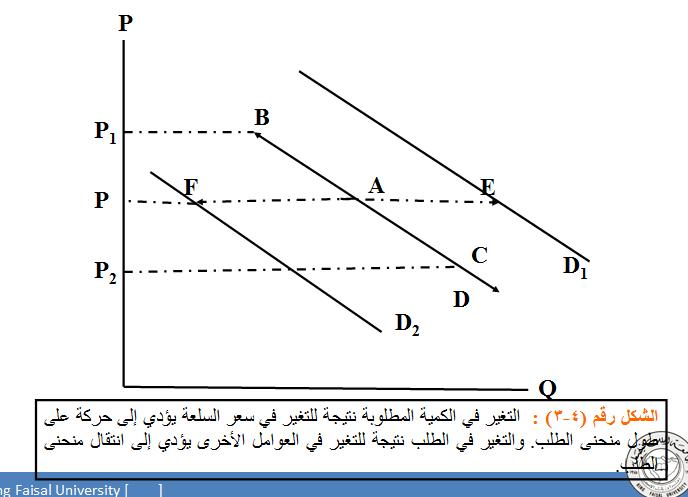 P
B
P₁
F
A
E
P
C
P₂
D₁
D
D₂
Q
الشكل رقم (٤-٣) : التغير في الكمية المطلوبة نتيجة للتغير في سعر السلعة يؤدي إلى حركة على
طول منحنى الطلب. والتغير في الطلب نتيجة للتغير في العوامل الأخرى يؤدي إلى انتقال منحنى
الطلب.
ng Faisal University [ ]